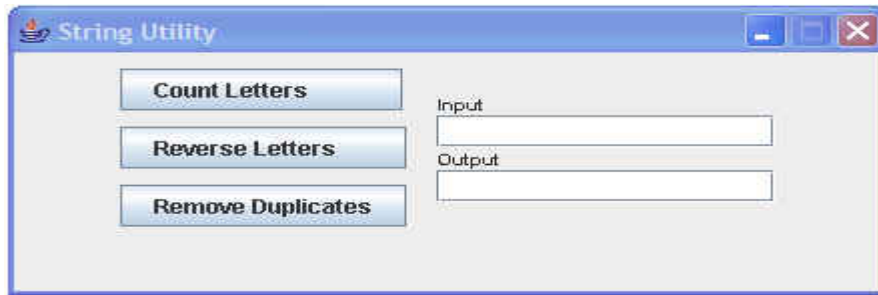 String Utility
Count Letters
Reverse Letters
Remove Duplicates
Input
Output